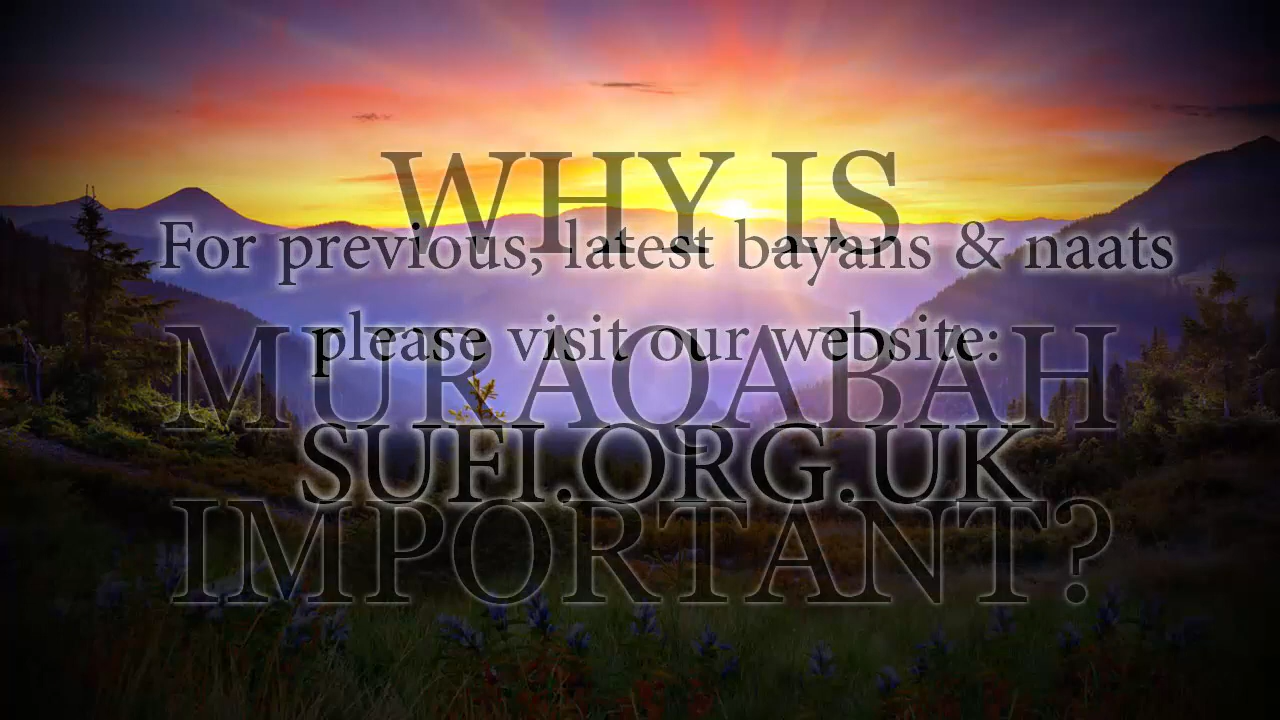 WHY IS
For previous, latest bayans & naats
please visit our website:
MURAQABAH
SUFI.ORG.UK
IMPORTANT?